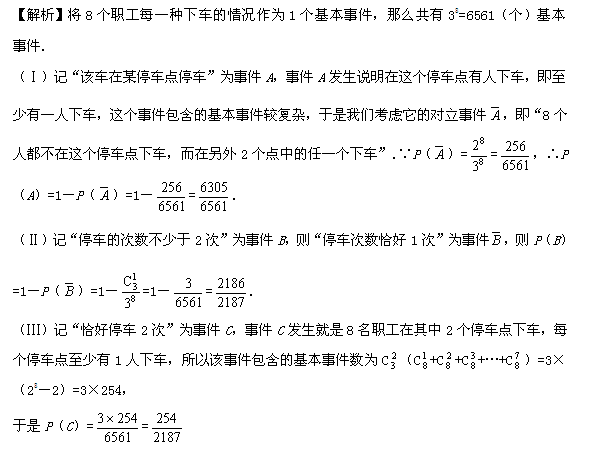 【解析】将 8 个职工每一种下车的情况作为 1 个基本事件，那么共有 3⁸=6561（个）基本
事件.
（Ⅰ）记“该车在某停车点停车”为事件 A，事件 A 发生说明在这个停车点有人下车，即至
少有一人下车，这个事件包含的基本事件较复杂，于是我们考虑它的对立事件 A̅，即“8 个
人都不在这个停车点下车，而在另外 2 个点中的任一个下车”.∵P（A̅）=2⁸/3⁸=256/6561，∴P
（A）=1—P（A̅）=1—256/6561=6305/6561.
（Ⅱ）记“停车的次数不少于 2 次”为事件 B，则“停车次数恰好 1 次”为事件 B̅，则 P（B）
=1—P（B̅）=1—C₃¹/3⁸=1—3/6561=2186/2187.
（III）记“恰好停车 2 次”为事件 C，事件 C 发生就是 8 名职工在其中 2 个停车点下车，每
个停车点至少有 1 人下车，所以该事件包含的基本事件数为 C₃²（C₈¹+C₈²+C₈³+…+C₈⁷）=3×
（2⁸—2）=3×254，
于是 P（C）=3×254/6561=254/2187